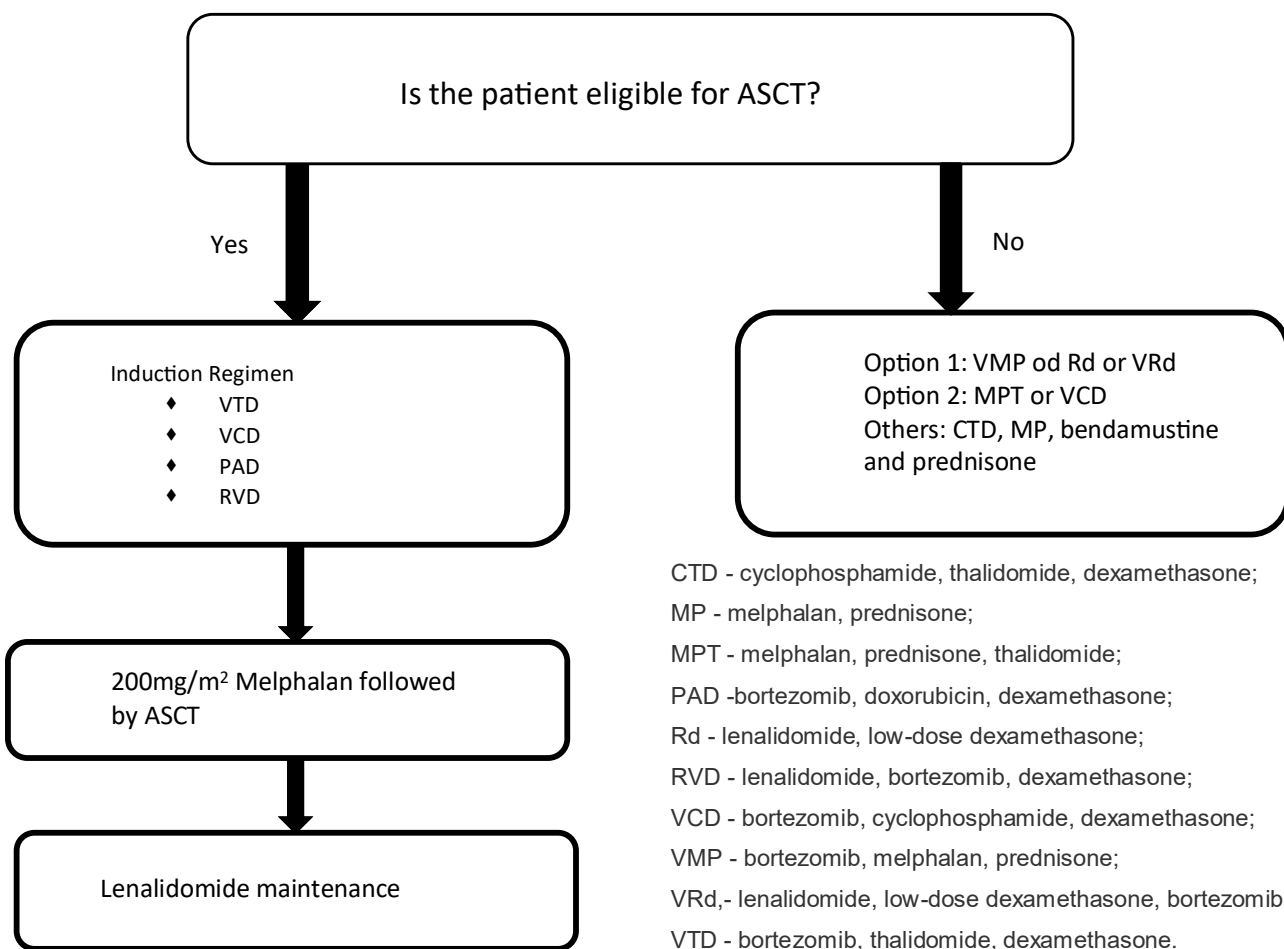 Is the patient eligible for ASCT?
Yes
No
Induction Regimen
♦ VTD
♦ VCD
♦ PAD
♦ RVD
Option 1: VMP od Rd or VRd
Option 2: MPT or VCD
Others: CTD, MP, bendamustine
and prednisone
200mg/m² Melphalan followed
by ASCT
Lenalidomide maintenance
CTD - cyclophosphamide, thalidomide, dexamethasone;
MP - melphalan, prednisone;
MPT - melphalan, prednisone, thalidomide;
PAD -bortezomib, doxorubicin, dexamethasone;
Rd - lenalidomide, low-dose dexamethasone;
RVD - lenalidomide, bortezomib, dexamethasone;
VCD - bortezomib, cyclophosphamide, dexamethasone;
VMP - bortezomib, melphalan, prednisone;
VRd,- lenalidomide, low-dose dexamethasone, bortezomib
VTD - bortezomib, thalidomide, dexamethasone.